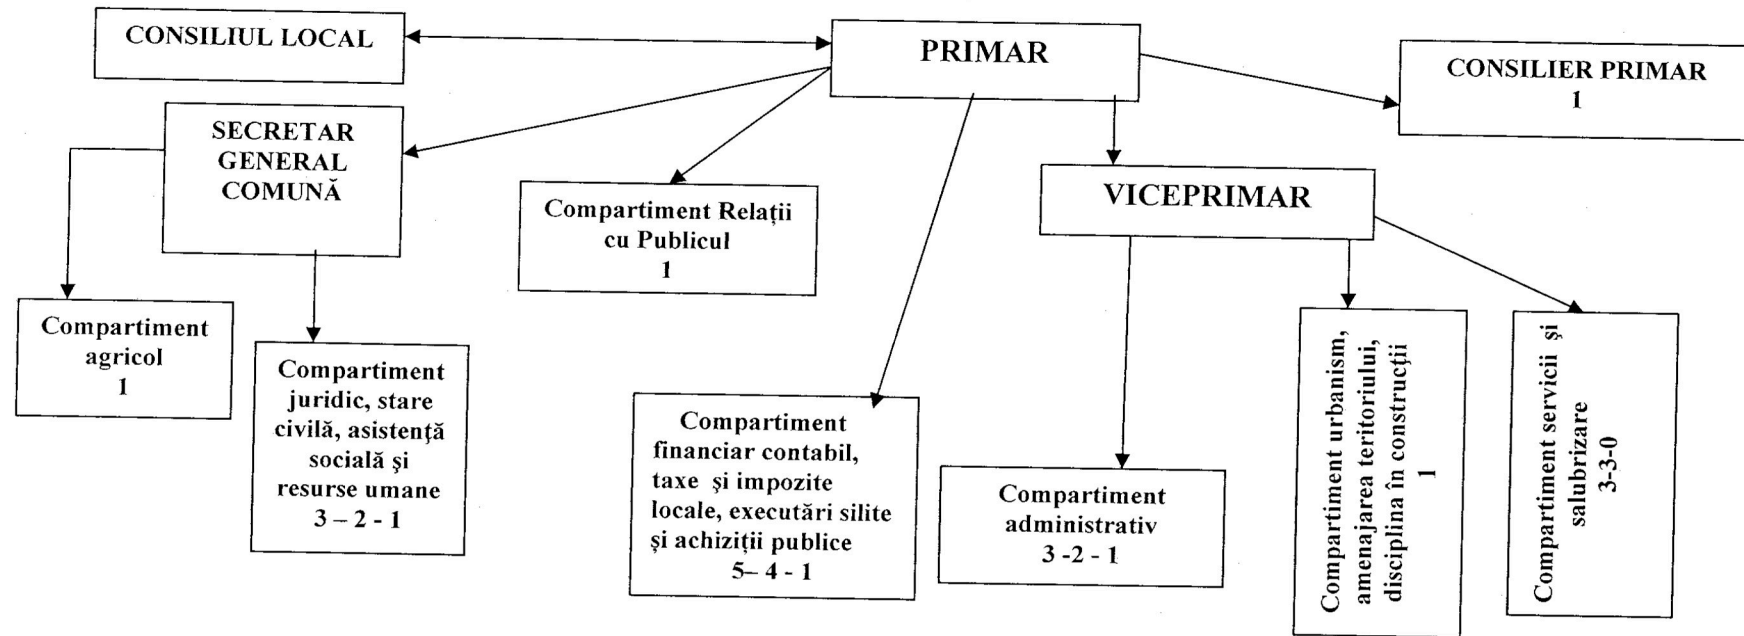 CONSILIUL LOCAL
PRIMAR
CONSILIER PRIMAR
1
SECRETAR
GENERAL
COMUNĂ
Compartiment Relații
cu Publicul
1
VICEPRIMAR
Compartiment
agricol
1
Compartiment
juridic, stare
civilă, asistență
socială și
resurse umane
3 – 2 - 1
Compartiment
financiar contabil,
taxe și impozite
locale, executări silite
și achiziții publice
5– 4 - 1
Compartiment
administrativ
3 -2 - 1
Compartiment urbanism,
amenajarea teritoriului,
disciplina în construcții
1
Compartiment servicii și
salubrizare
3-3-0